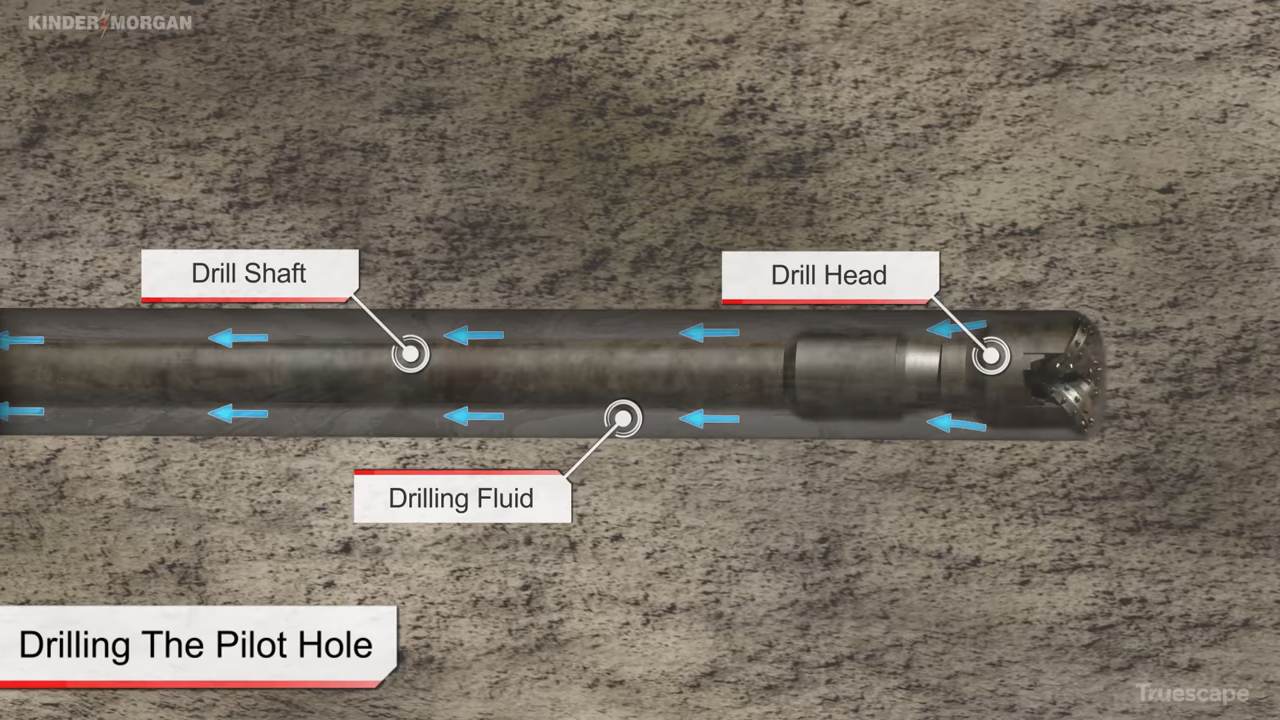 KINDER MORGAN
Drill Shaft
Drill Head
Drilling Fluid
Drilling The Pilot Hole
Truescape